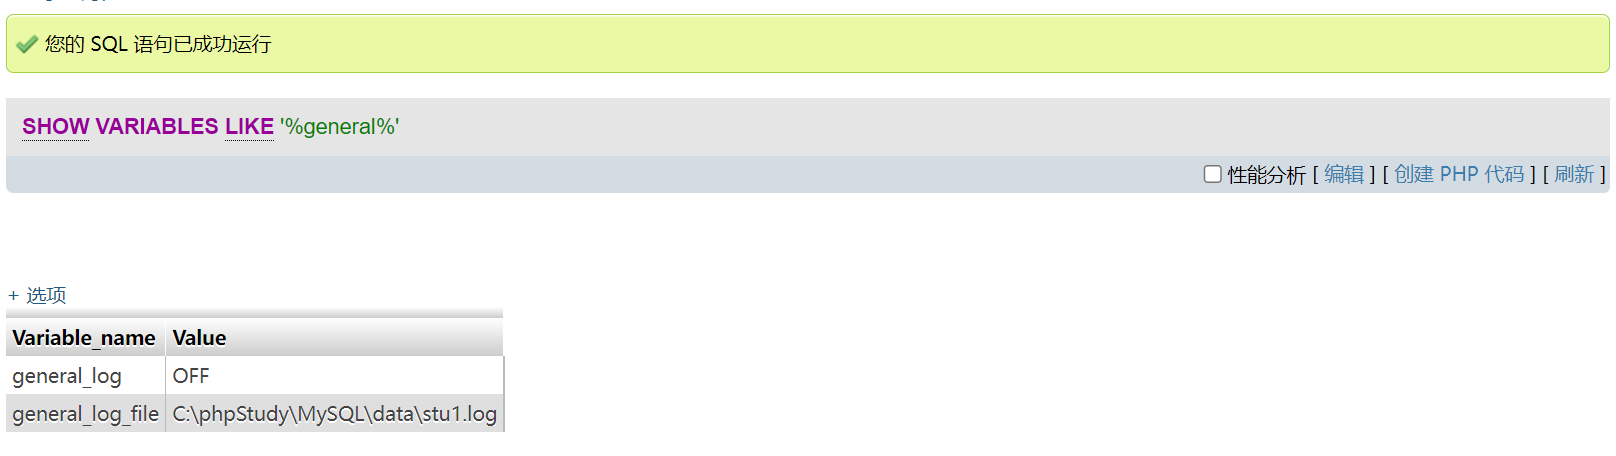 您的 SQL 语句已成功运行
SHOW VARIABLES LIKE '%general%'
性能分析 [ 编辑 ] [ 创建 PHP 代码 ] [ 刷新 ]
+ 选项
Variable_name Value
general_log OFF
general_log_file C:\phpStudy\MySQL\data\stu1.log